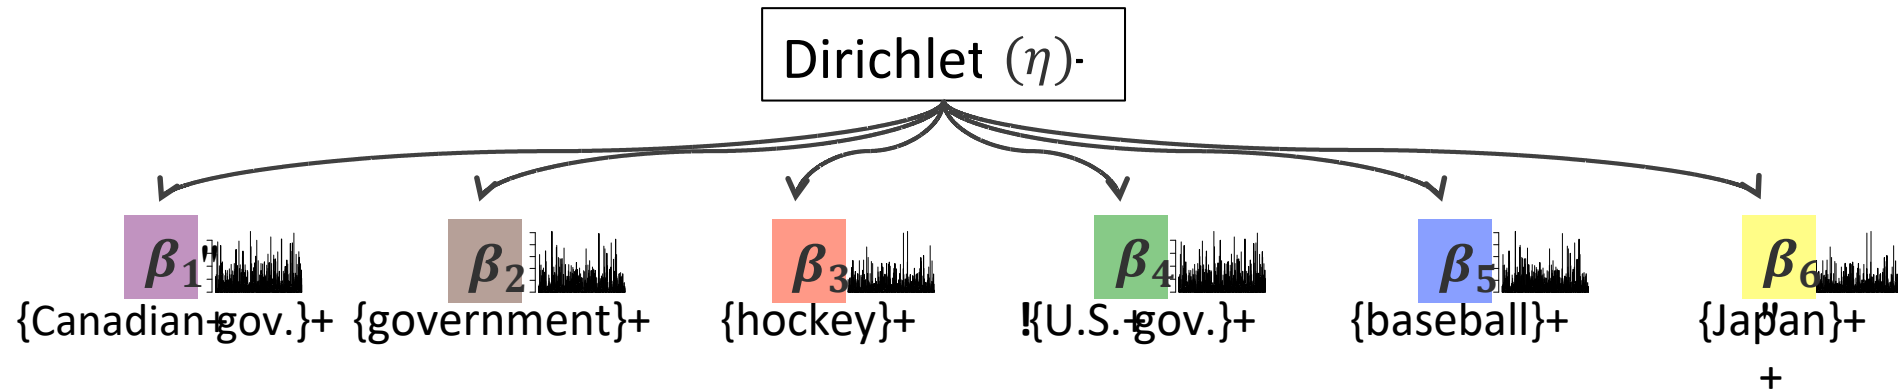 Dirichlet (η)
β₁" β₂ β₃ β₄ β₅ β₆
{Canadian+gov.}+ {government}+ {hockey}+ !{U.S.+gov.}+ {baseball}+ {Japan}+
"
+